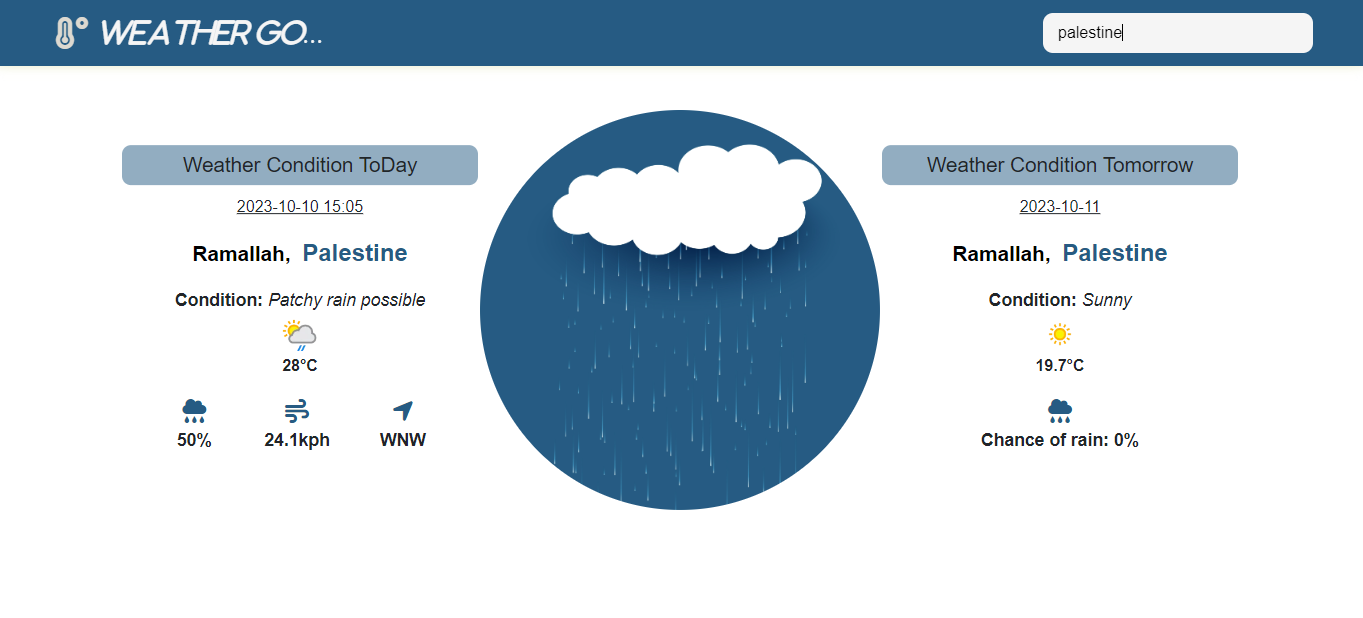 WEATHER GO...
palestine
Weather Condition ToDay
2023-10-10 15:05
Ramallah, Palestine
Condition: Patchy rain possible
28°C
50% 24.1kph WNW
Weather Condition Tomorrow
2023-10-11
Ramallah, Palestine
Condition: Sunny
19.7°C
Chance of rain: 0%